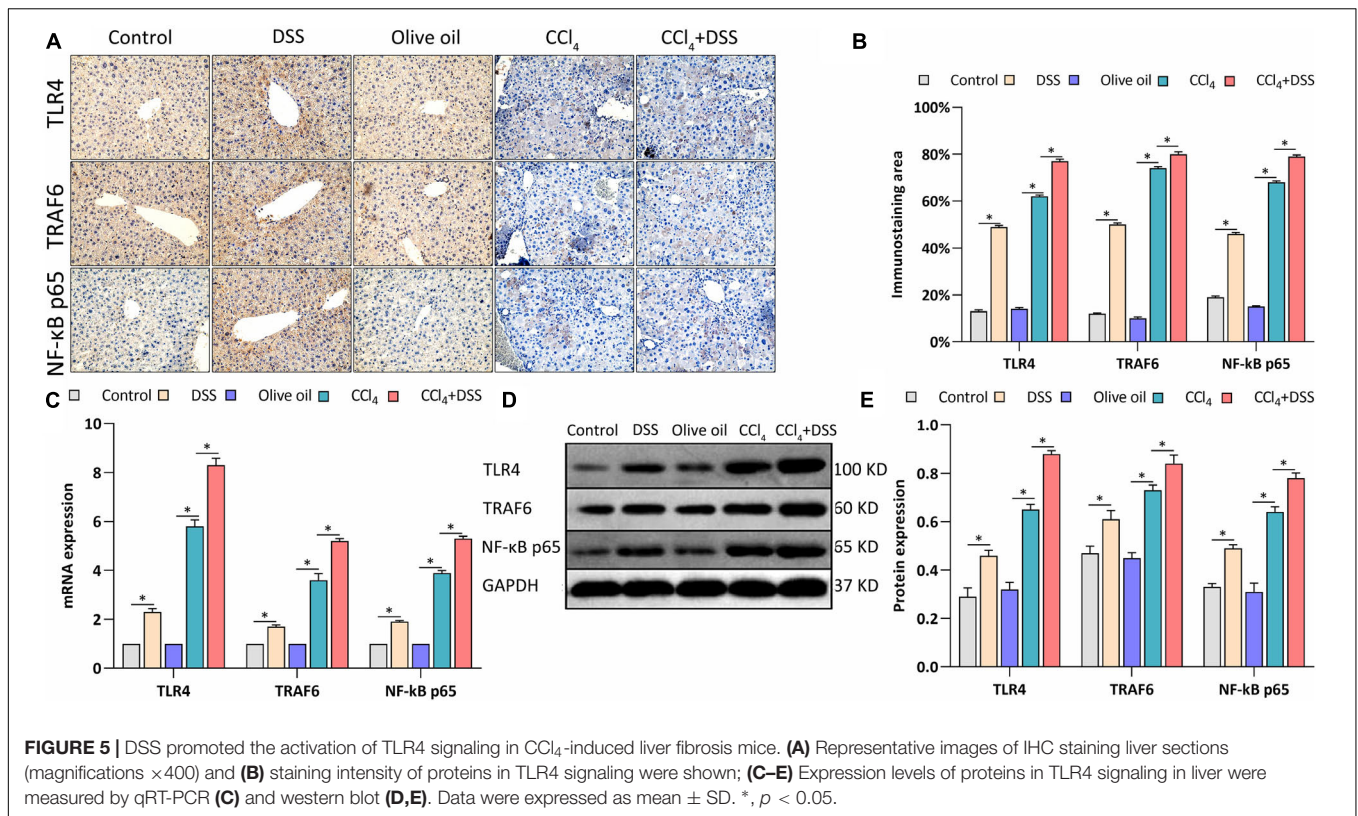 A
Control DSS Olive oil CCl₄ CCl₄+DSS
TLR4
TRAF6
NF-κB p65
B
Control DSS Olive oil CCl₄ CCl₄+DSS
Immunostaining area
100%
80%
60%
40%
20%
0%
TLR4 TRAF6 NF-kB p65
* * * * * * * * *
C
Control DSS Olive oil CCl₄ CCl₄+DSS
mRNA expression
10
8
6
4
2
0
TLR4 TRAF6 NF-kB p65
* * * * * * * * *
D
Control DSS Olive oil CCl₄ CCl₄+DSS
TLR4 100 KD
TRAF6 60 KD
NF-κB p65 65 KD
GAPDH 37 KD
E
Protein expression
1.0
0.8
0.6
0.4
0.2
0.0
TLR4 TRAF6 NF-kB p65
* * * * * * * * *
Control DSS Olive oil CCl₄ CCl₄+DSS
FIGURE 5 | DSS promoted the activation of TLR4 signaling in CCl₄-induced liver fibrosis mice. (A) Representative images of IHC staining liver sections
(magnifications ×400) and (B) staining intensity of proteins in TLR4 signaling were shown; (C–E) Expression levels of proteins in TLR4 signaling in liver were
measured by qRT-PCR (C) and western blot (D,E). Data were expressed as mean ± SD. *, p < 0.05.